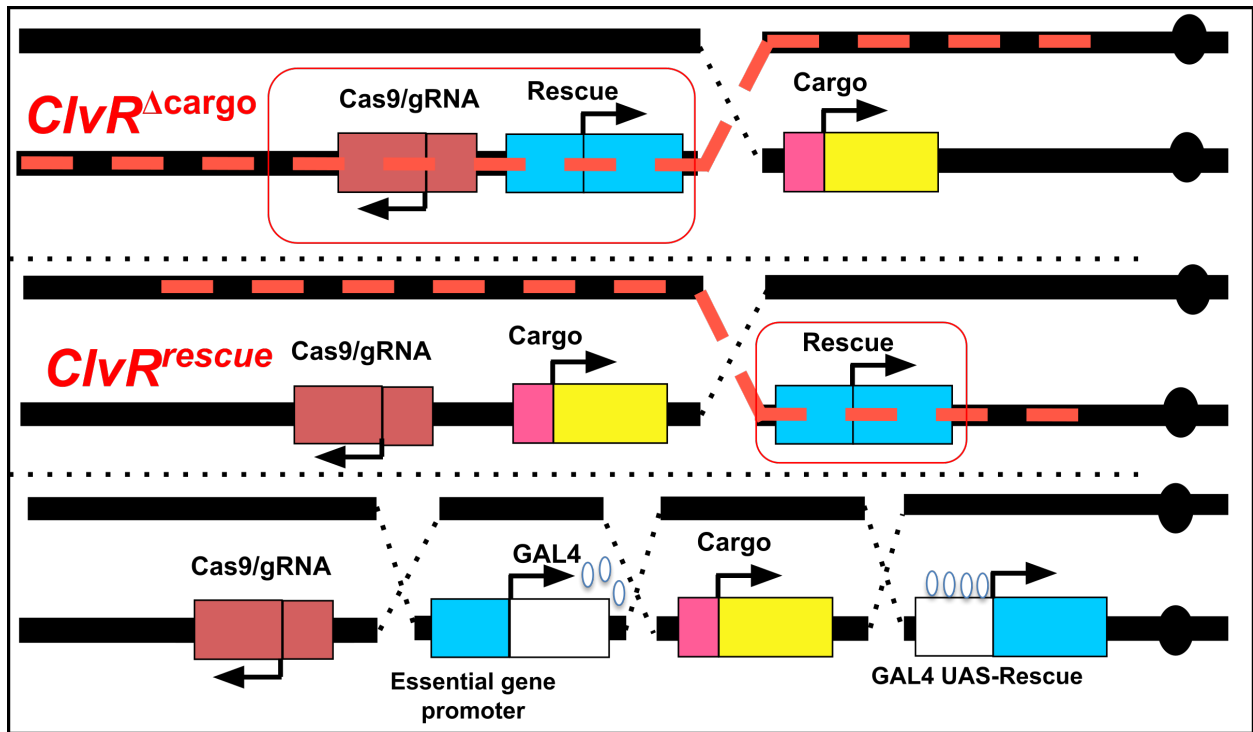 Cas9/gRNA
Rescue
Cargo
ClvRΔcargo
Cas9/gRNA
Cargo
Rescue
ClvRrescue
Cas9/gRNA
GAL4
Cargo
Essential gene
promoter
GAL4 UAS-Rescue